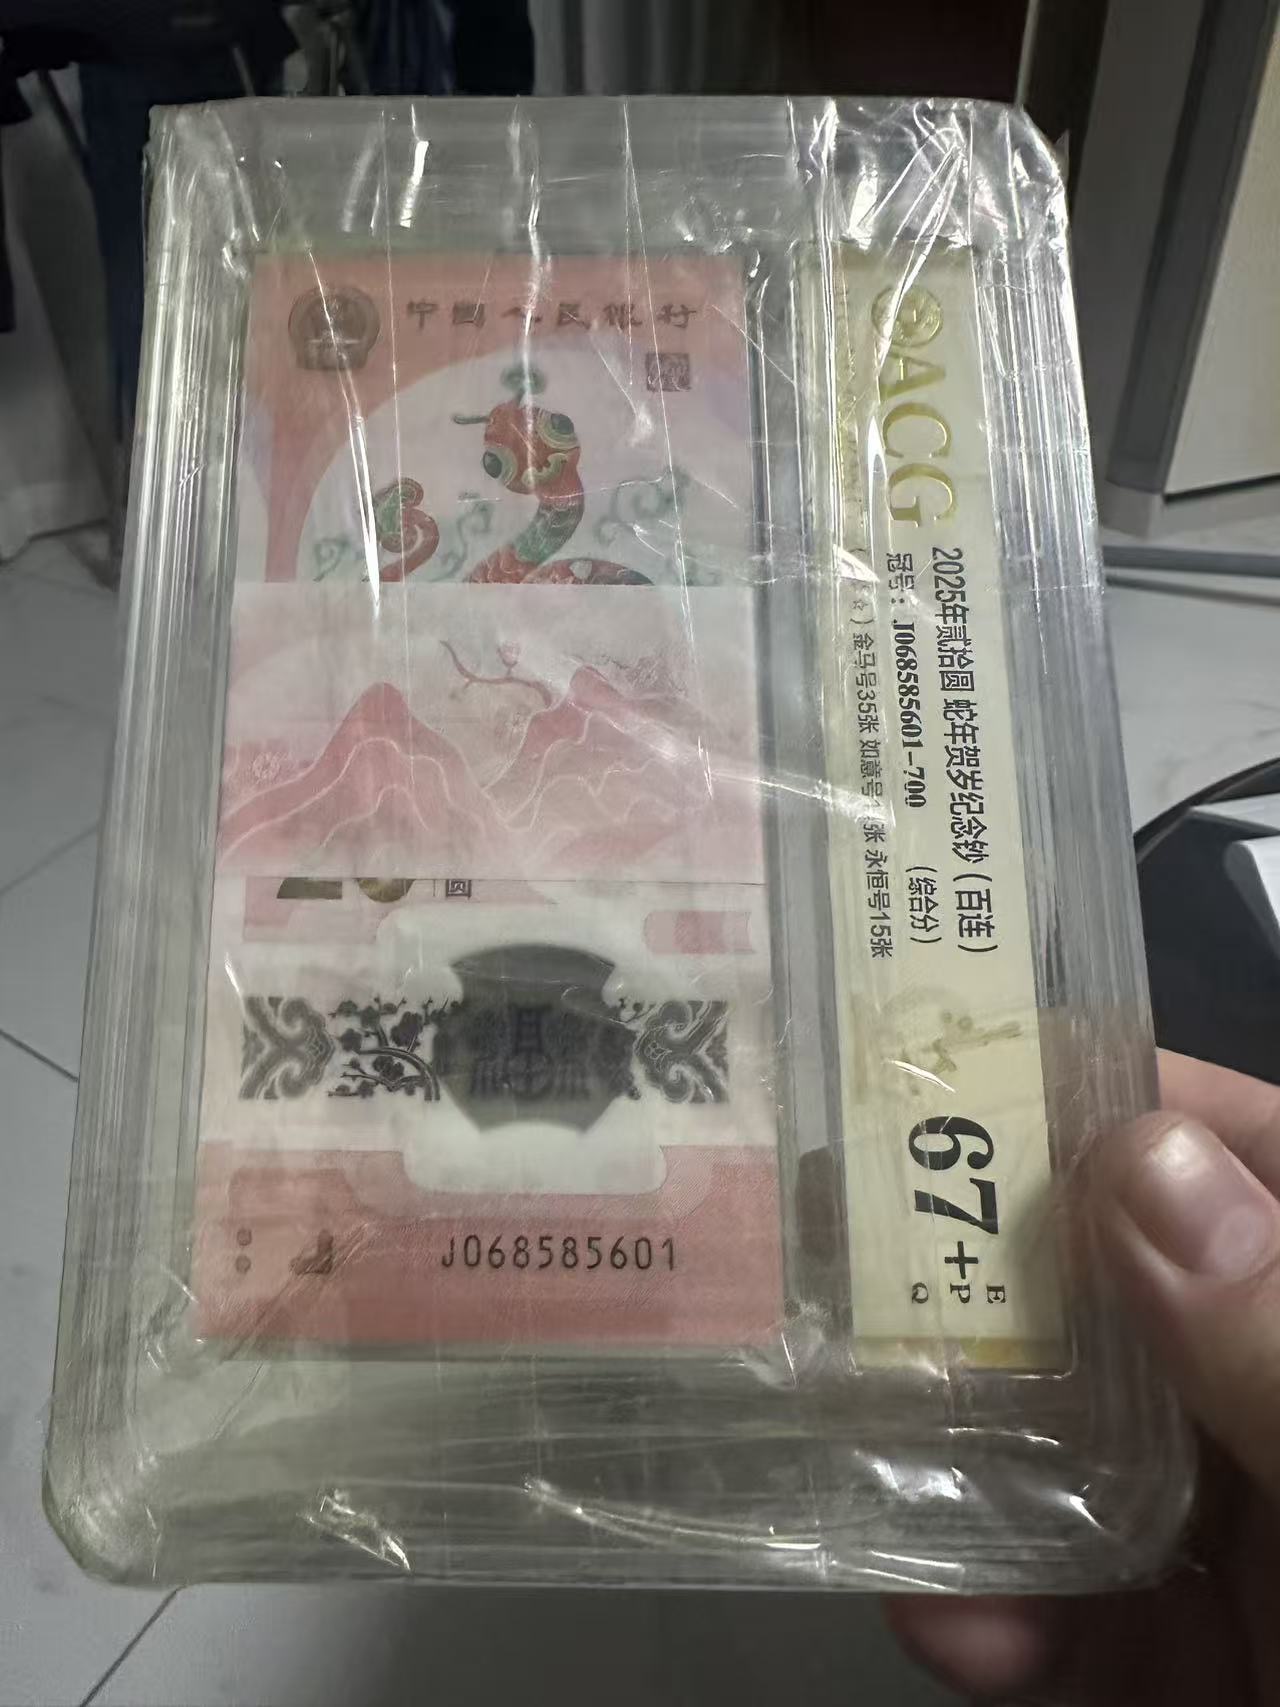 中国人民银行
圆
J068585601
ACG
2025年贰拾圆 蛇年贺岁纪念钞(百连)
冠号:J068585601-700 (综合分)
金马号35张 如意号 张 永恒号15张
67+
E
P
Q